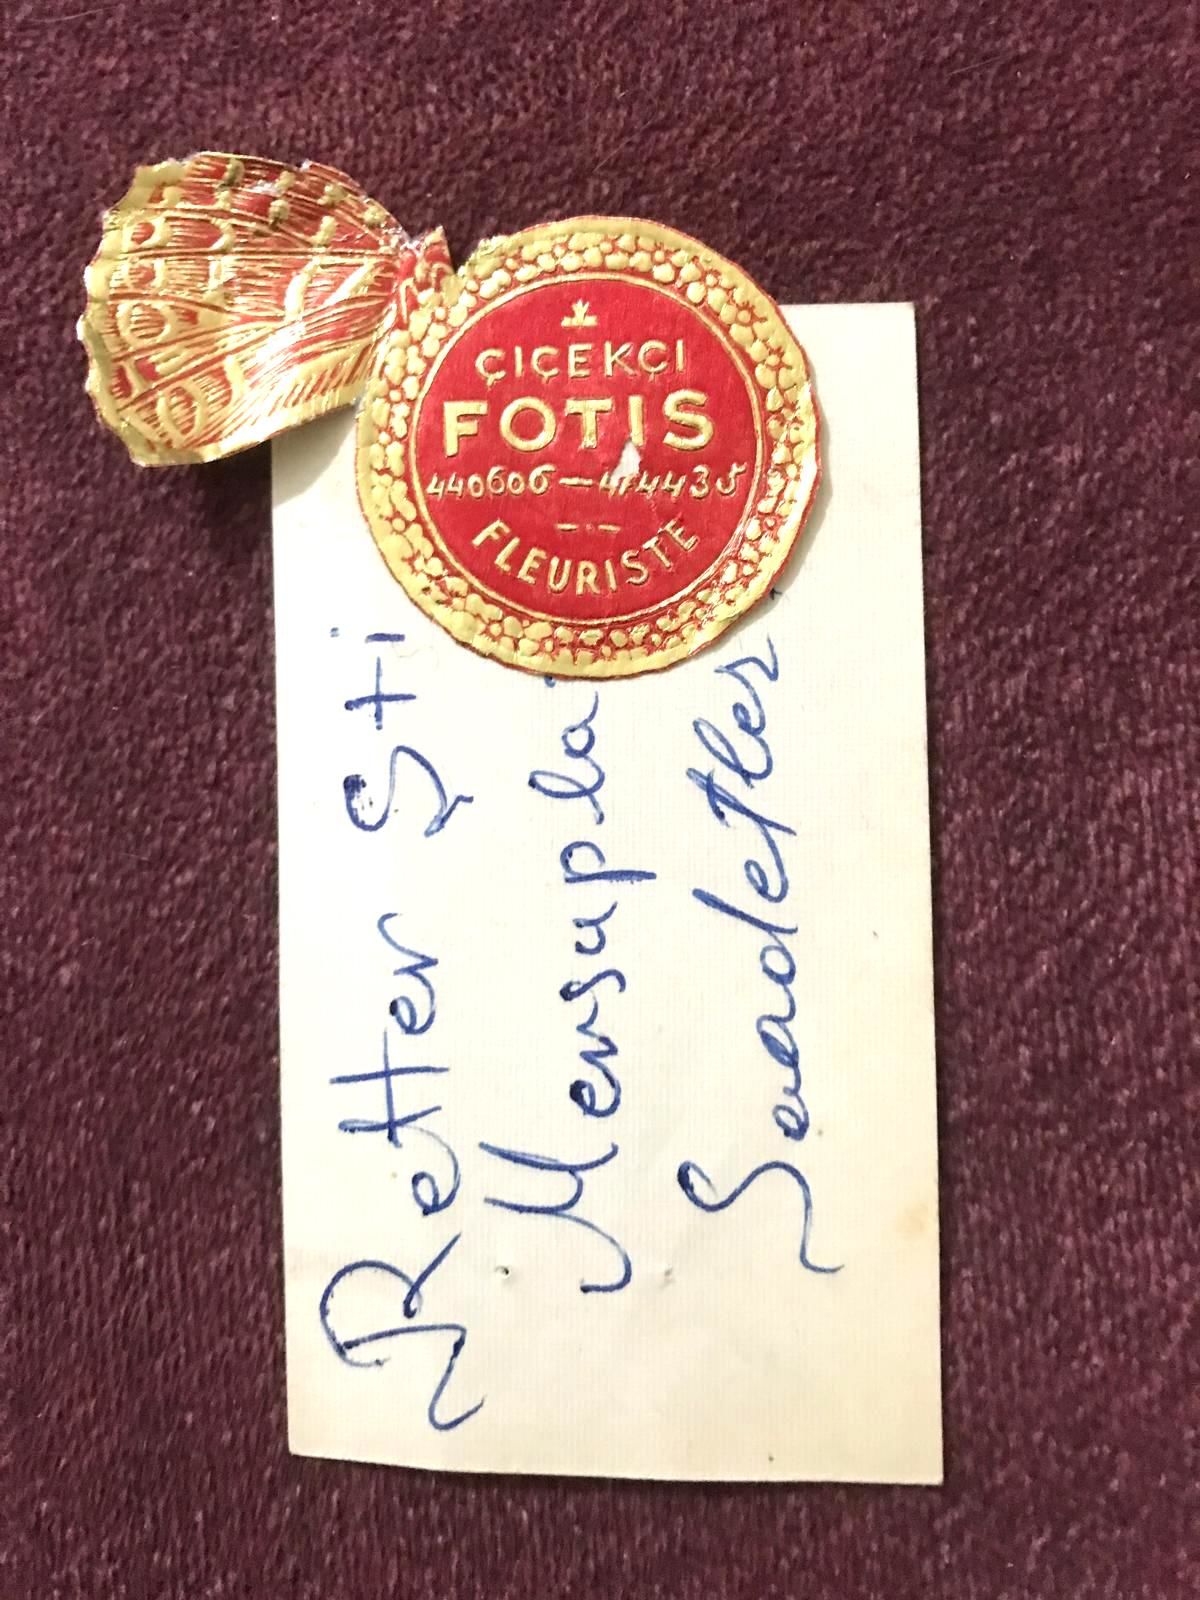 ÇIÇEKÇI
FOTIS
440606 — 414435
FLEURISTE
Retter Şti
Mensupları
Saadetler